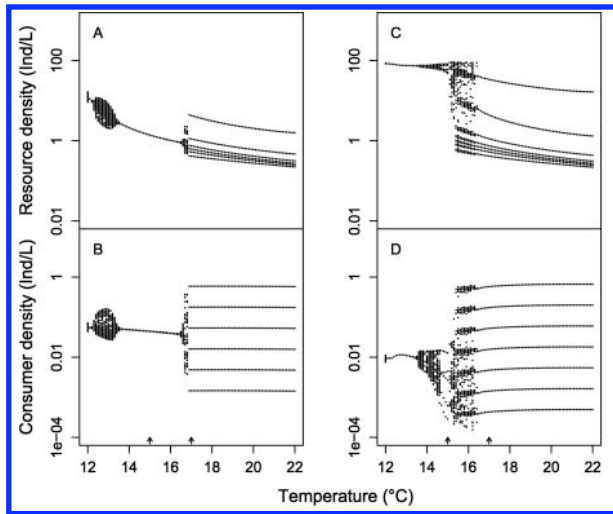 A
C
Resource density (Ind/L)
100
1
0.01
100
1
0.01
B
D
Consumer density (Ind/L)
1
0.01
1e−04
1
0.01
1e−04
12 14 16 18 20 22
12 14 16 18 20 22
Temperature (°C)